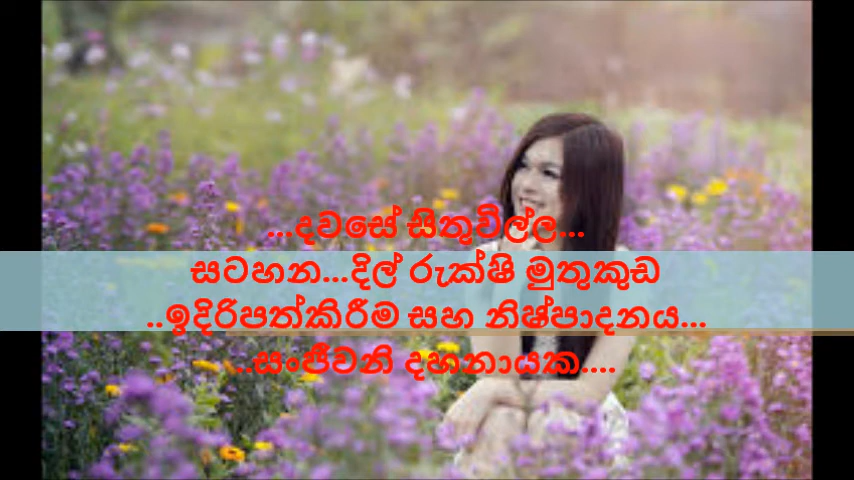 ...දවසේ සිතුවිල්ල...
සටහන...දිල් රුක්ෂි මුතුකුඩ
..ඉදිරිපත්කිරීම සහ නිෂ්පාදනය...
..සංජීවනි දහනායක....